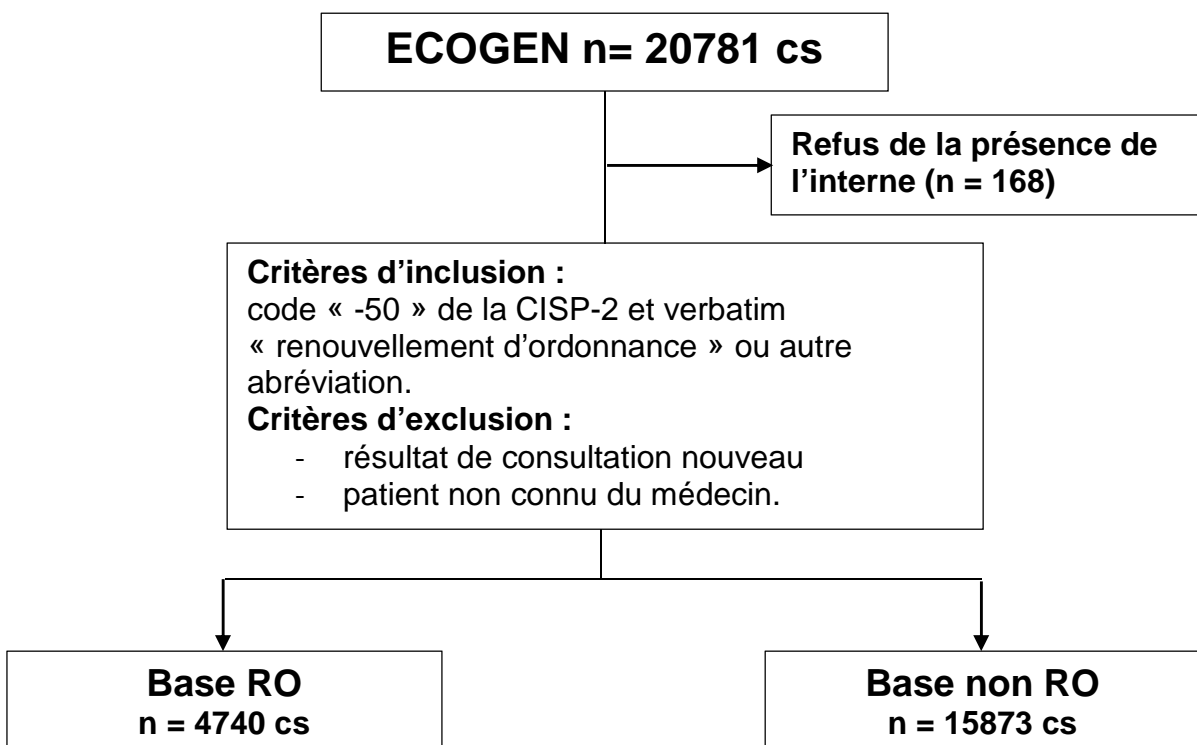 ECOGEN n= 20781 cs
Refus de la présence de
l’interne (n = 168)
Critères d’inclusion :
code « -50 » de la CISP-2 et verbatim
« renouvellement d’ordonnance » ou autre
abréviation.
Critères d’exclusion :
- résultat de consultation nouveau
- patient non connu du médecin.
Base RO
n = 4740 cs
Base non RO
n = 15873 cs